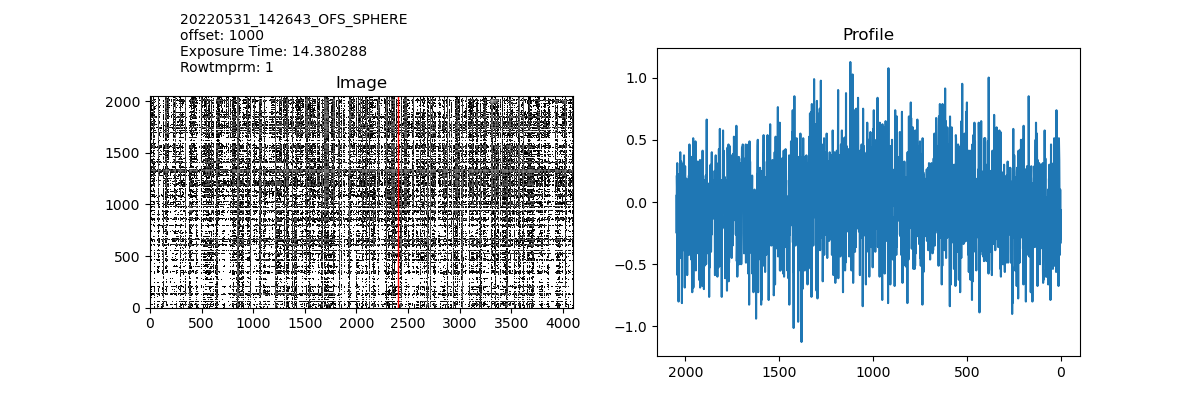 20220531_142643_OFS_SPHERE
offset: 1000
Exposure Time: 14.380288
Rowtmprm: 1
Image
2000
1500
1000
500
0
0 500 1000 1500 2000 2500 3000 3500 4000
Profile
1.0
0.5
0.0
−0.5
−1.0
2000 1500 1000 500 0